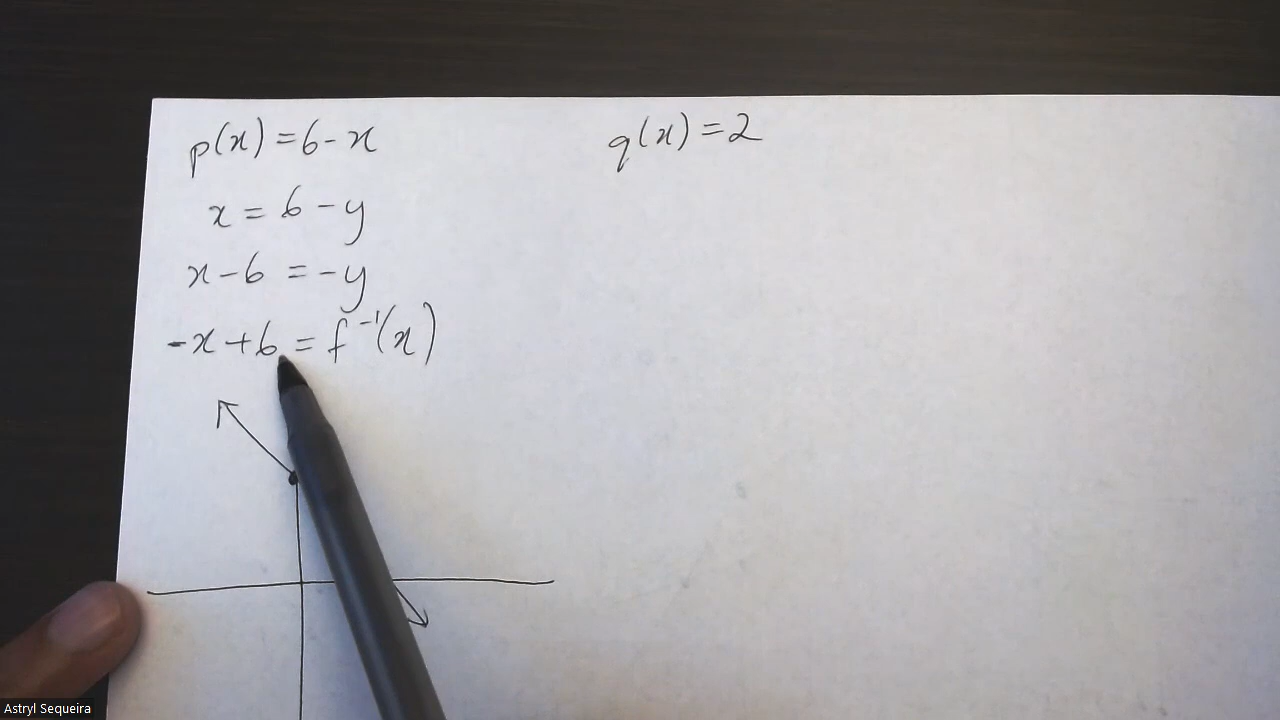 p(x) = 6 - x
x = 6 - y
x - 6 = -y
-x + 6 = f⁻¹(x)
q(x) = 2
Astryl Sequeira